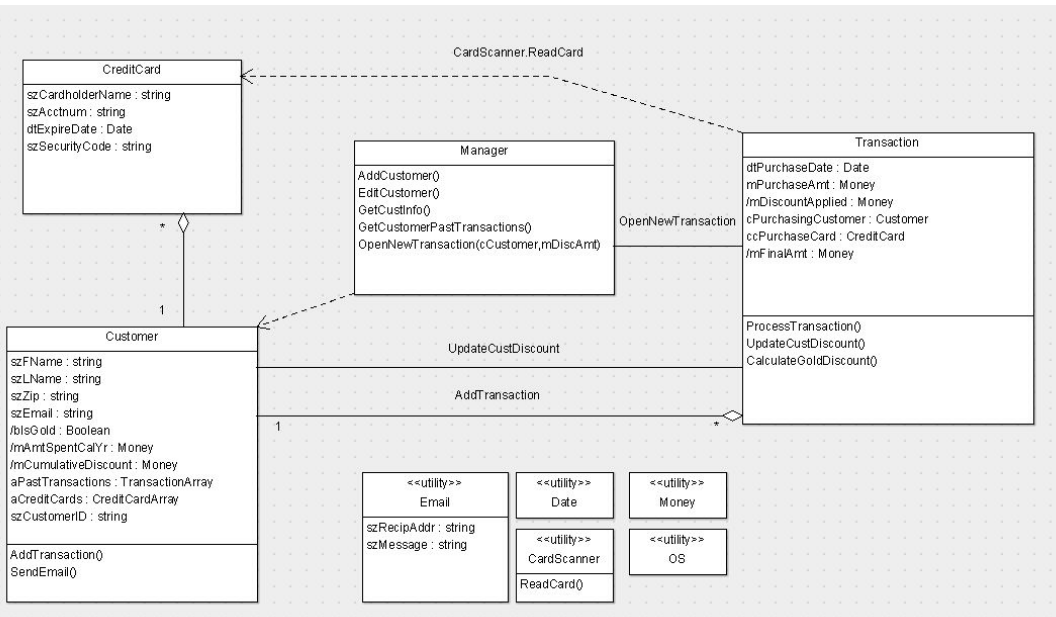 CardScanner.ReadCard
CreditCard
szCardholderName : string
szAcctnum : string
dtExpireDate : Date
szSecurityCode : string
*
1
Manager
AddCustomer()
EditCustomer()
GetCustInfo()
GetCustomerPastTransactions()
OpenNewTransaction(cCustomer,mDiscAmt)
OpenNewTransaction
Transaction
dtPurchaseDate : Date
mPurchaseAmt : Money
/mDiscountApplied : Money
cPurchasingCustomer : Customer
ccPurchaseCard : CreditCard
/mFinalAmt : Money
ProcessTransaction()
UpdateCustDiscount()
CalculateGoldDiscount()
Customer
szFName : string
szLName : string
szZip : string
szEmail : string
/bIsGold : Boolean
/mAmtSpentCalYr : Money
/mCumulativeDiscount : Money
aPastTransactions : TransactionArray
aCreditCards : CreditCardArray
szCustomerID : string
AddTransaction()
SendEmail()
UpdateCustDiscount
AddTransaction
1
*
<<utility>>
Email
szRecipAddr : string
szMessage : string
<<utility>>
Date
<<utility>>
Money
<<utility>>
CardScanner
ReadCard()
<<utility>>
OS